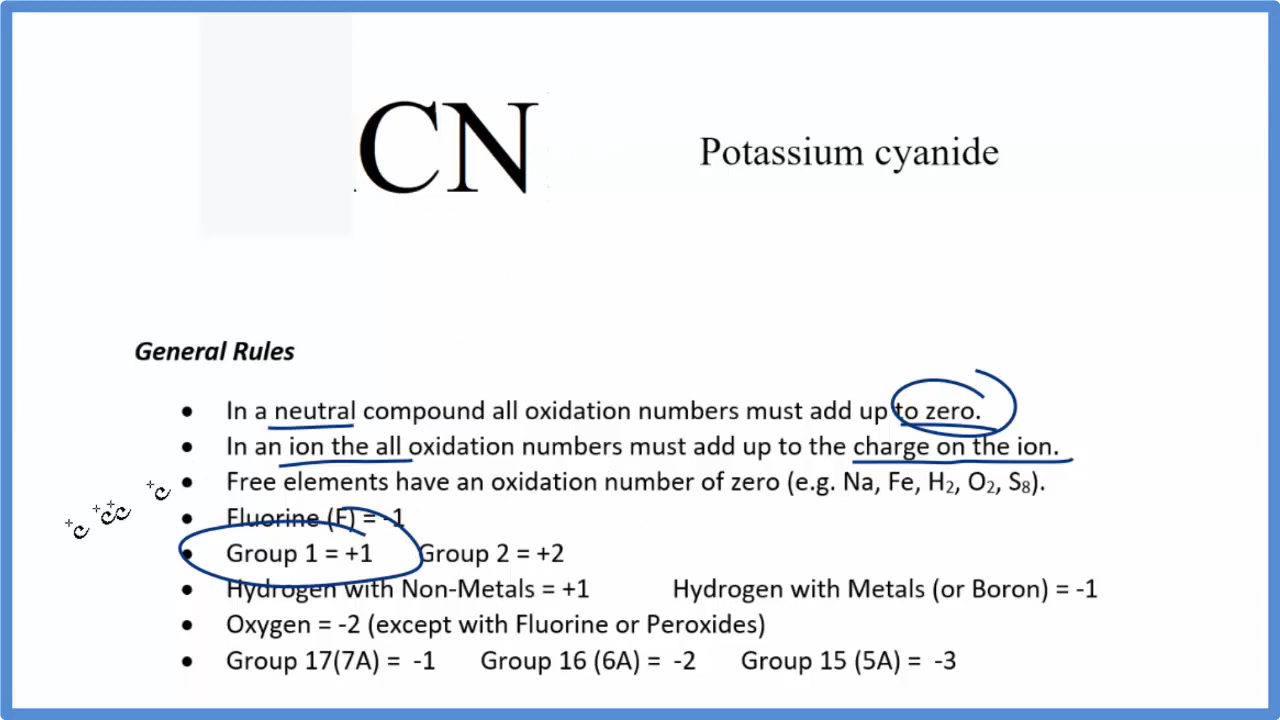 CN
Potassium cyanide
General Rules
• In a neutral compound all oxidation numbers must add up to zero.
• In an ion the all oxidation numbers must add up to the charge on the ion.
• Free elements have an oxidation number of zero (e.g. Na, Fe, H₂, O₂, S₈).
• Fluorine (F) = -1
• Group 1 = +1 Group 2 = +2
• Hydrogen with Non-Metals = +1 Hydrogen with Metals (or Boron) = -1
• Oxygen = -2 (except with Fluorine or Peroxides)
• Group 17(7A) = -1 Group 16 (6A) = -2 Group 15 (5A) = -3